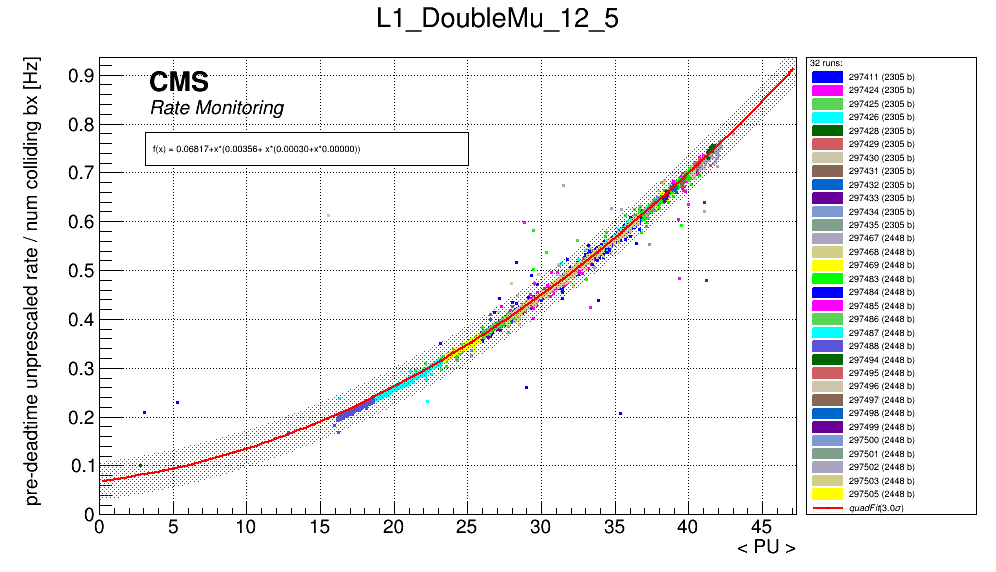 L1_DoubleMu_12_5
pre-deadtime unprescaled rate / num colliding bx [Hz]
CMS
Rate Monitoring
f(x) = 0.06817+x*(0.00356+ x*(0.00030+x*0.00000))
0.9
0.8
0.7
0.6
0.5
0.4
0.3
0.2
0.1
0
0 5 10 15 20 25 30 35 40 45
< PU >
32 runs:
297411 (2305 b)
297424 (2305 b)
297425 (2305 b)
297426 (2305 b)
297428 (2305 b)
297429 (2305 b)
297430 (2305 b)
297431 (2305 b)
297432 (2305 b)
297433 (2305 b)
297434 (2305 b)
297435 (2305 b)
297467 (2448 b)
297468 (2448 b)
297469 (2448 b)
297483 (2448 b)
297484 (2448 b)
297485 (2448 b)
297486 (2448 b)
297487 (2448 b)
297488 (2448 b)
297494 (2448 b)
297495 (2448 b)
297496 (2448 b)
297497 (2448 b)
297498 (2448 b)
297499 (2448 b)
297500 (2448 b)
297501 (2448 b)
297502 (2448 b)
297503 (2448 b)
297505 (2448 b)
quadFit(3.0σ)